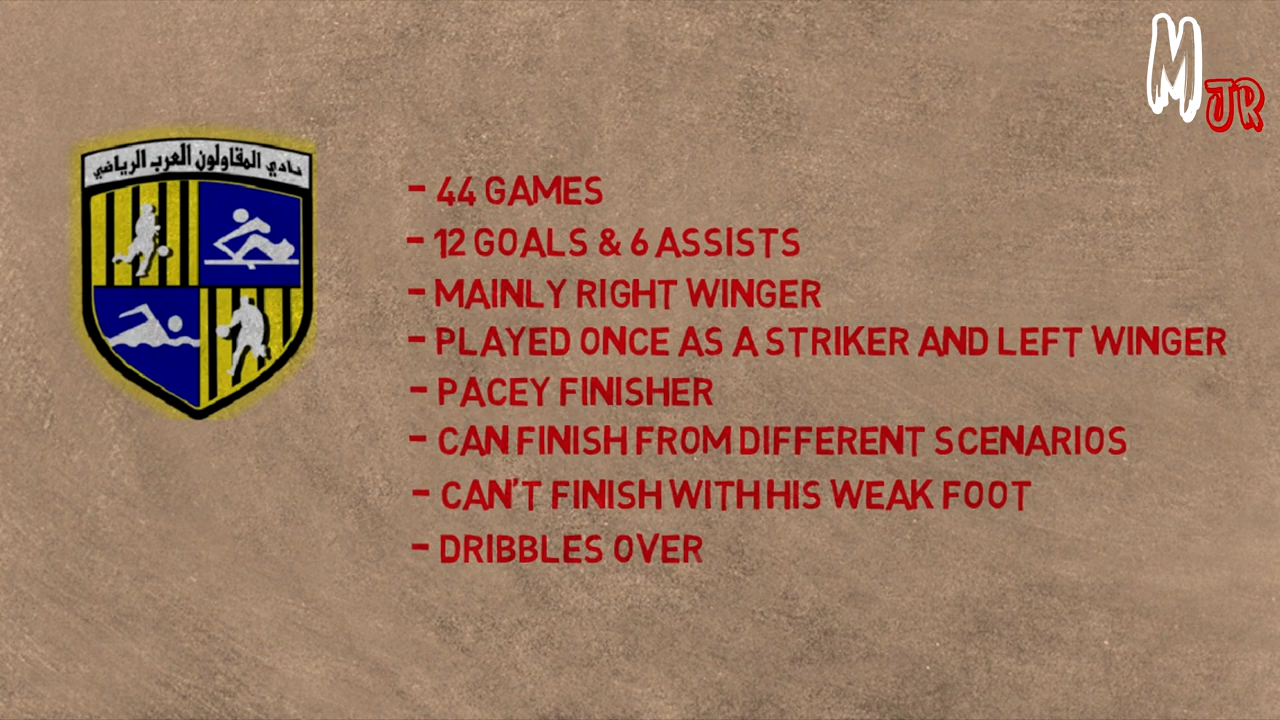 M
JR
نادي المقاولون العرب الرياضي
- 44 GAMES
- 12 GOALS & 6 ASSISTS
- MAINLY RIGHT WINGER
- PLAYED ONCE AS A STRIKER AND LEFT WINGER
- PACEY FINISHER
- CAN FINISH FROM DIFFERENT SCENARIOS
- CAN'T FINISH WITH HIS WEAK FOOT
- DRIBBLES OVER